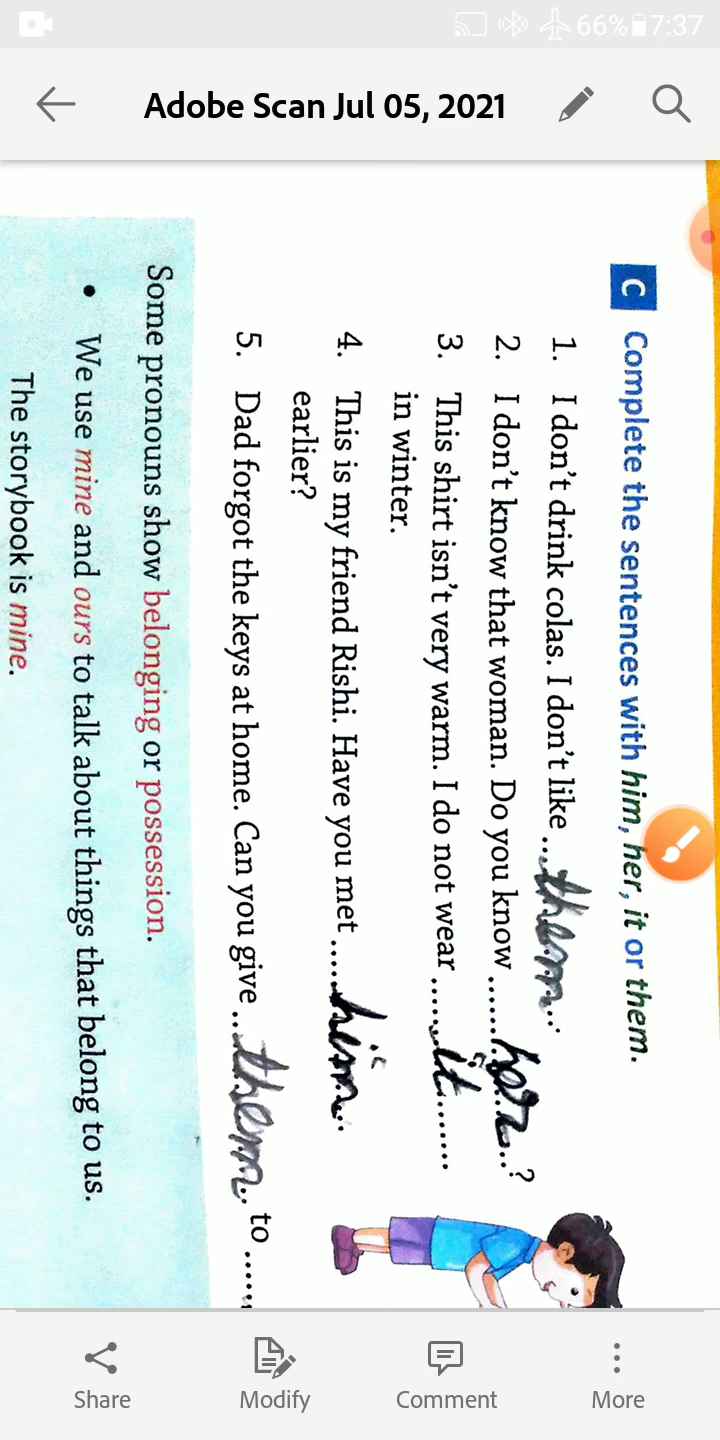 66% 7:37
Adobe Scan Jul 05, 2021
C Complete the sentences with him, her, it or them.
1. I don't drink colas. I don't like ...them...
2. I don't know that woman. Do you know ......her..?
3. This shirt isn't very warm. I do not wear ......it.......
in winter.
4. This is my friend Rishi. Have you met .....him..
earlier?
5. Dad forgot the keys at home. Can you give ...them.. to ......
Some pronouns show belonging or possession.
• We use mine and ours to talk about things that belong to us.
The storybook is mine.
Share
Modify
Comment
More